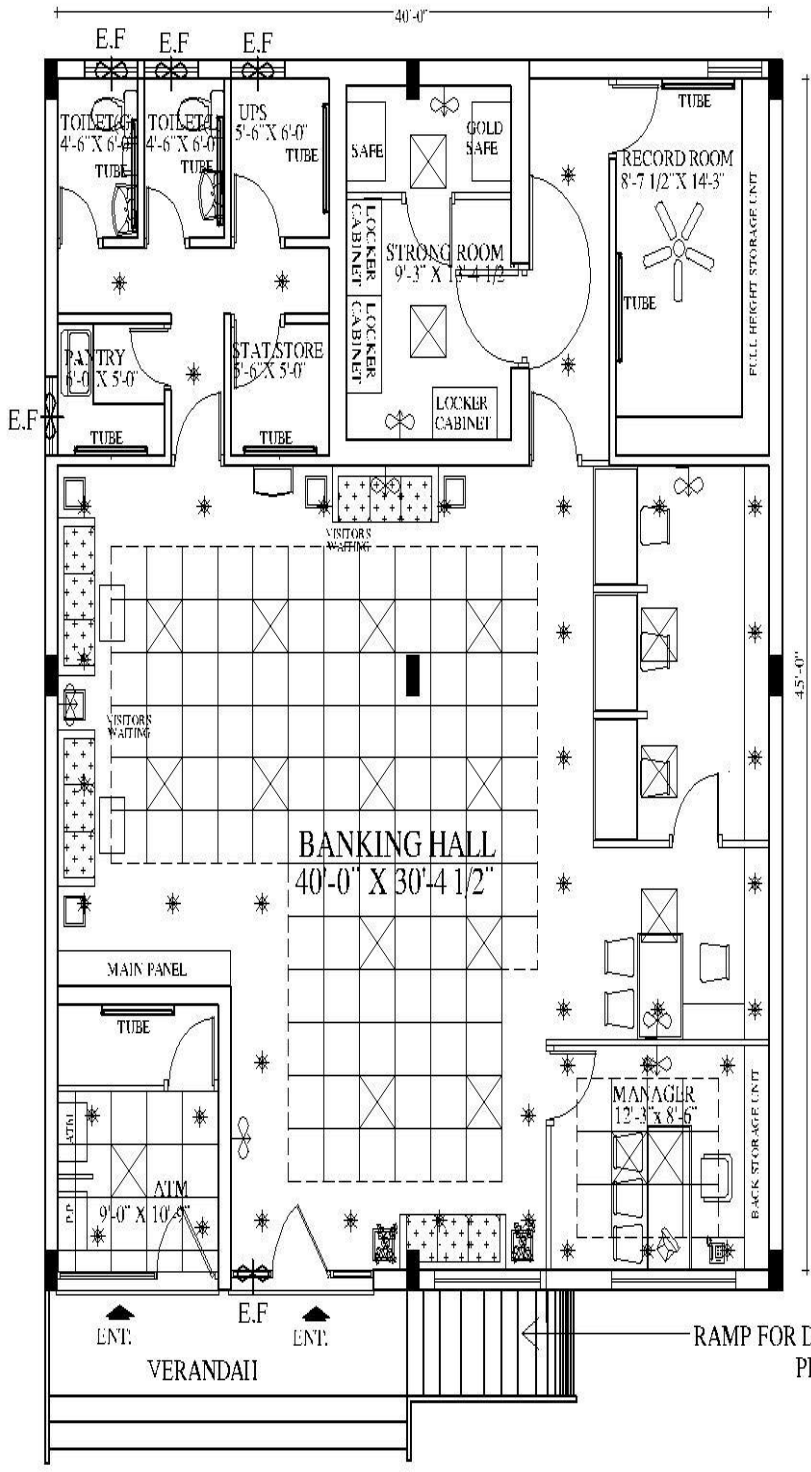 40'-0"
E.F
E.F
E.F
TOILET(G
4'-6"X 6'-0
TUBE
4'-6"X 6'-0
TUBE
UPS
5'-6"X 6'-0"
TUBE
SAFE
GOLD
SAFE
LOCKER
CABINET
LOCKER
CABINET
STRONG ROOM
LOCKER
CABINET
TUBE
RECORD ROOM
8'-7 1/2"X 14'-3"
TUBE
FULL HEIGHT STORAGE UNIT
PANTRY
6'-0"X 5'-0"
TUBE
E.F
STAT.STORE
5'-6"X 5'-0"
TUBE
VISITORS
WAITING
VISITORS
WAITING
45'-0"
BANKING HALL
40'-0" X 30'-4 1/2"
MAIN PANEL
TUBE
ATM
P.P
ATM
9'-0" X 10'-9"
MANAGER
12'-3"x 8'-6"
BACK STORAGE UNIT
E.F
ENT.
ENT.
VERANDAH
RAMP FOR D
P